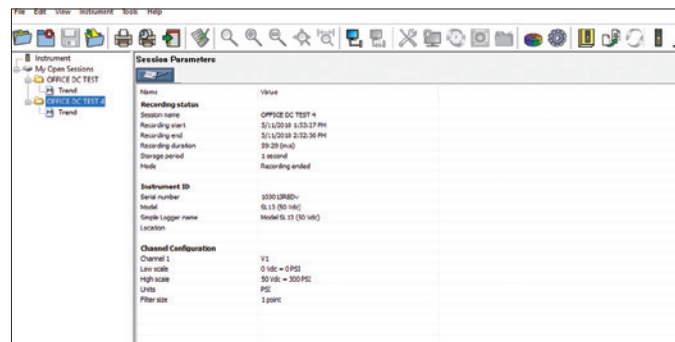 File Edit View Instrument Tools Help
Instrument
My Open Sessions
OFFICE DC TEST
Trend
OFFICE DC TEST 4
Trend
Session Parameters
Name Value
Recording status
Session name OFFICE DC TEST 4
Recording start 5/11/2018 1:53:27 PM
Recording end 5/11/2018 2:52:56 PM
Recording duration 59:29 (m:s)
Storage period 1 second
Mode Recording ended
Instrument ID
Serial number
Model SL13 (50 Vdc)
Simple Logger name Model SL13 (50 Vdc)
Location
Channel Configuration
Channel 1 V1
Low scale 0 Vdc = 0 PSI
High scale 50 Vdc = 300 PSI
Units PSI
Filter size 1 point